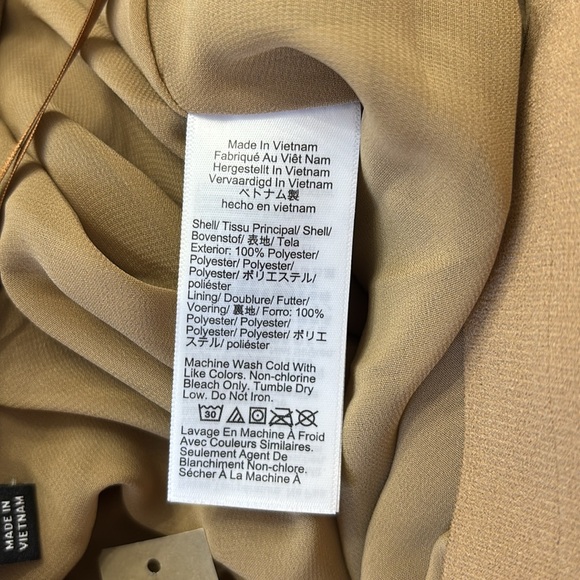 Made In Vietnam
Fabriqué Au Viêt Nam
Hergestellt In Vietnam
Vervaardigd In Vietnam
ベトナム製
hecho en vietnam
Shell/ Tissu Principal/ Shell/
Bovenstof/ 表地/ Tela
Exterior: 100% Polyester/
Polyester/ Polyester/
Polyester/ ポリエステル/
poliéster
Lining/ Doublure/ Futter/
Voering/ 裏地/ Forro: 100%
Polyester/ Polyester/
Polyester/ Polyester/ ポリエ
ステル/ poliéster
Machine Wash Cold With
Like Colors. Non-chlorine
Bleach Only. Tumble Dry
Low. Do Not Iron.
30
Lavage En Machine À Froid
Avec Couleurs Similaires.
Seulement Agent De
Blanchiment Non-chlore.
Sécher À La Machine À
MADE IN
VIETNAM